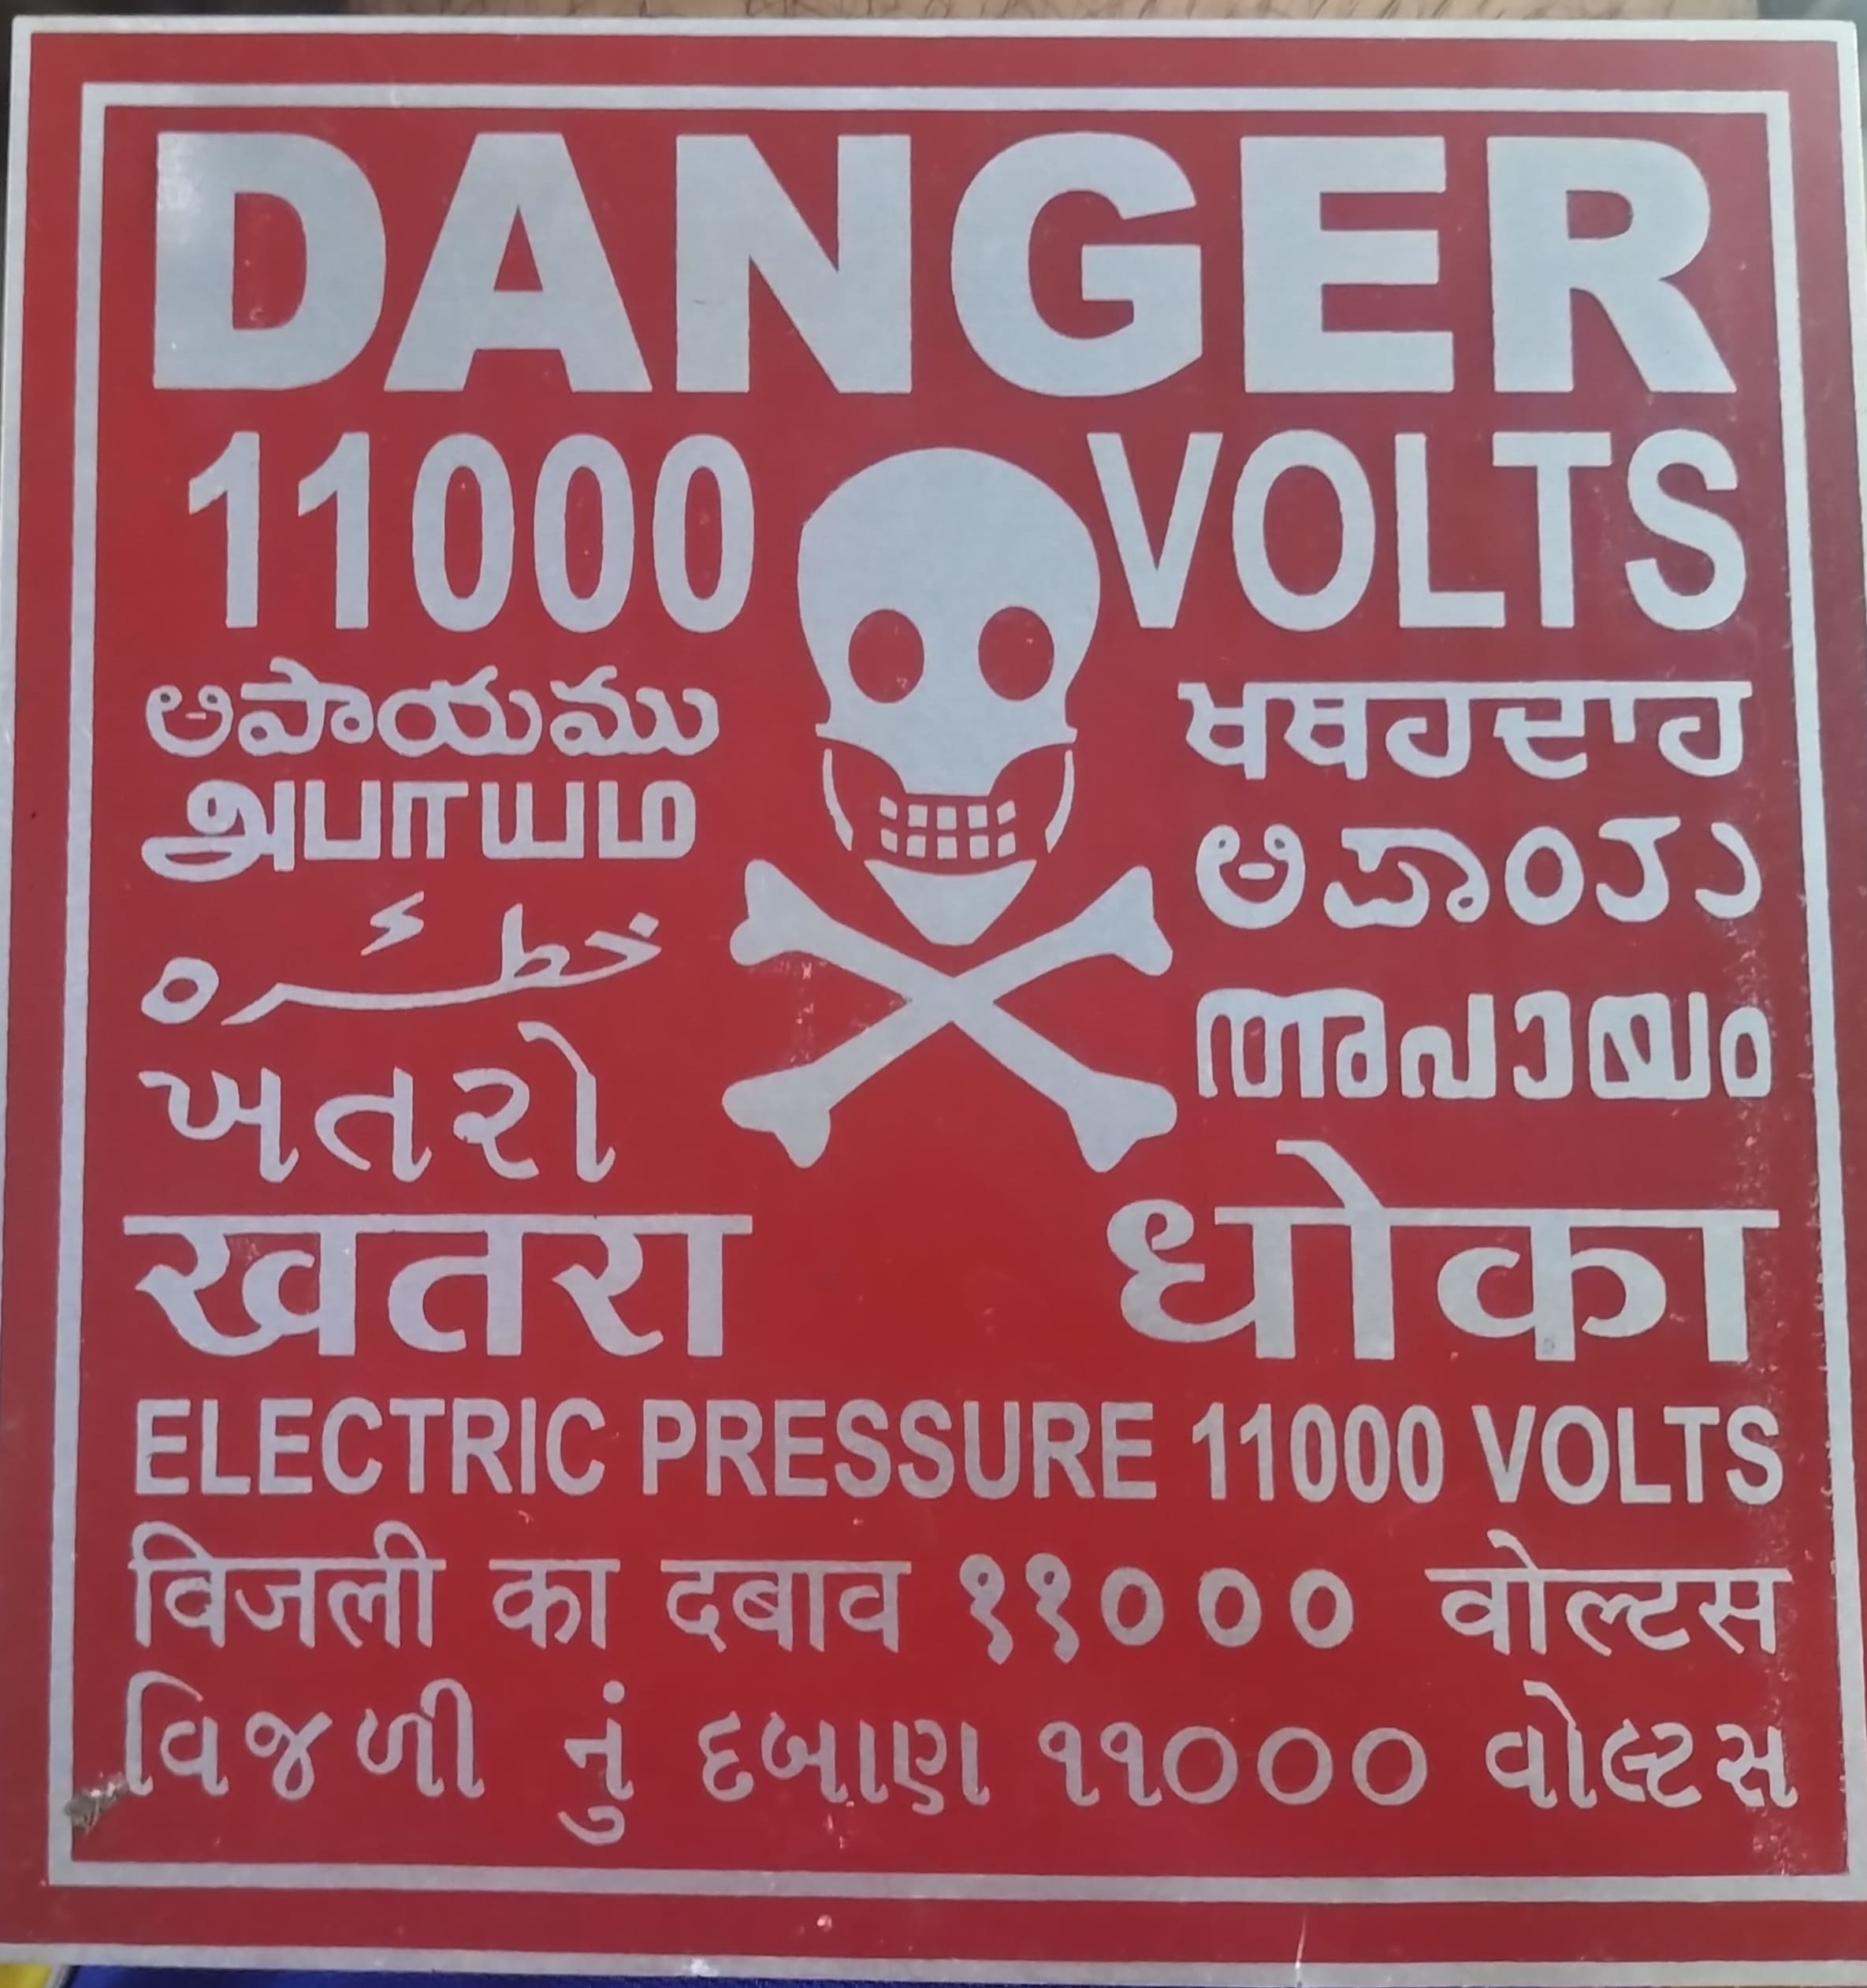 DANGER
11000 VOLTS
అపాయము ਖਬਰਦਾਰ
அபாயம ಅಪಾಯ
خطرہ അപായം
ખતરો
खतरा धोका
ELECTRIC PRESSURE 11000 VOLTS
विजली का दबाव ११००० वोल्टस
વિજળી નું દબાણ ૧૧૦૦૦ વોલ્ટસ